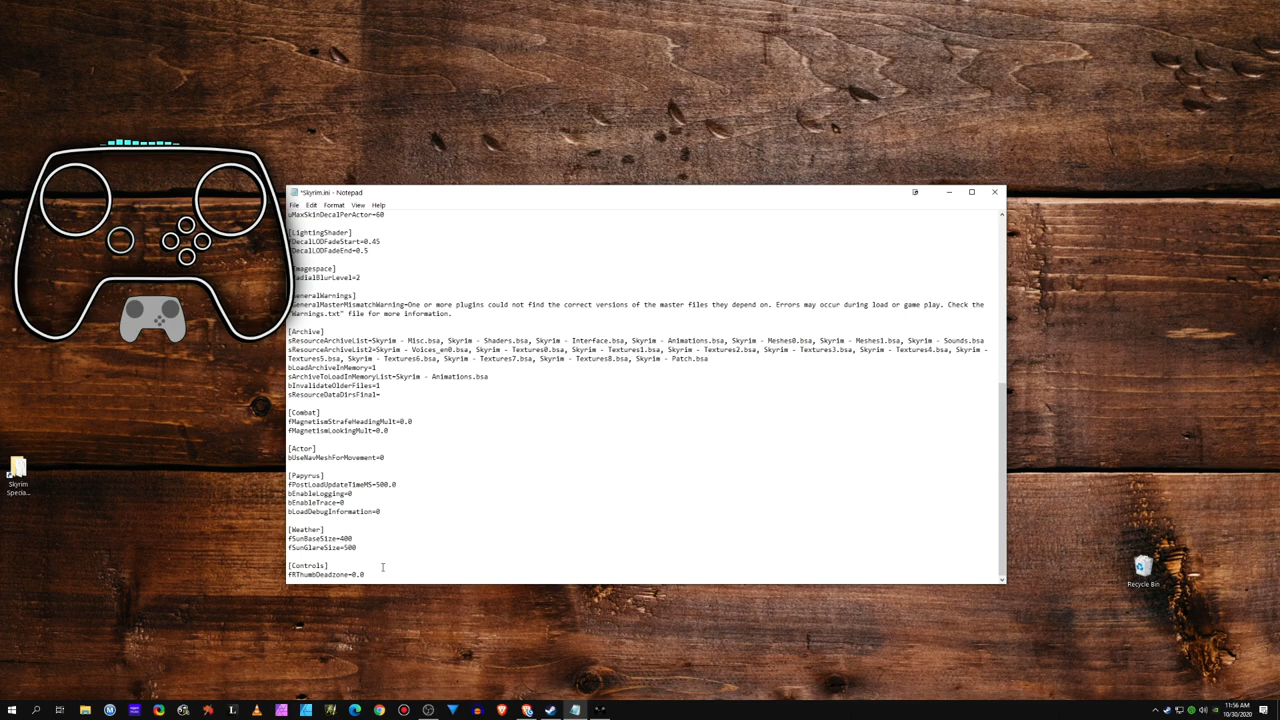 *Skyrim.ini - Notepad
File Edit Format View Help
uMaxSkinDecalPerActor=60
[LightingShader]
fDecalLODFadeStart=0.45
DecalLODFadeEnd=0.5
magespace]
adialBlurLevel=2
GeneralWarnings]
GeneralMasterMismatchWarning=One or more plugins could not find the correct versions of the master files they depend on. Errors may occur during load or game play. Check the
Warnings.txt" file for more information.
[Archive]
sResourceArchiveList=Skyrim - Misc.bsa, Skyrim - Shaders.bsa, Skyrim - Interface.bsa, Skyrim - Animations.bsa, Skyrim - Meshes0.bsa, Skyrim - Meshes1.bsa, Skyrim - Sounds.bsa
sResourceArchiveList2=Skyrim - Voices_en0.bsa, Skyrim - Textures0.bsa, Skyrim - Textures1.bsa, Skyrim - Textures2.bsa, Skyrim - Textures3.bsa, Skyrim - Textures4.bsa, Skyrim -
Textures5.bsa, Skyrim - Textures6.bsa, Skyrim - Textures7.bsa, Skyrim - Textures8.bsa, Skyrim - Patch.bsa
bLoadArchiveInMemory=1
sArchiveToLoadInMemoryList=Skyrim - Animations.bsa
bInvalidateOlderFiles=1
sResourceDataDirsFinal=
[Combat]
fMagnetismStrafeHeadingMult=0.0
fMagnetismLookingMult=0.0
[Actor]
bUseNavMeshForMovement=0
[Papyrus]
fPostLoadUpdateTimeMS=500.0
bEnableLogging=0
bEnableTrace=0
bLoadDebugInformation=0
[Weather]
fSunBaseSize=400
fSunGlareSize=500
[Controls]
fRThumbDeadzone=0.0
Skyrim
Specia...
Recycle Bin
11:56 AM
10/30/2020